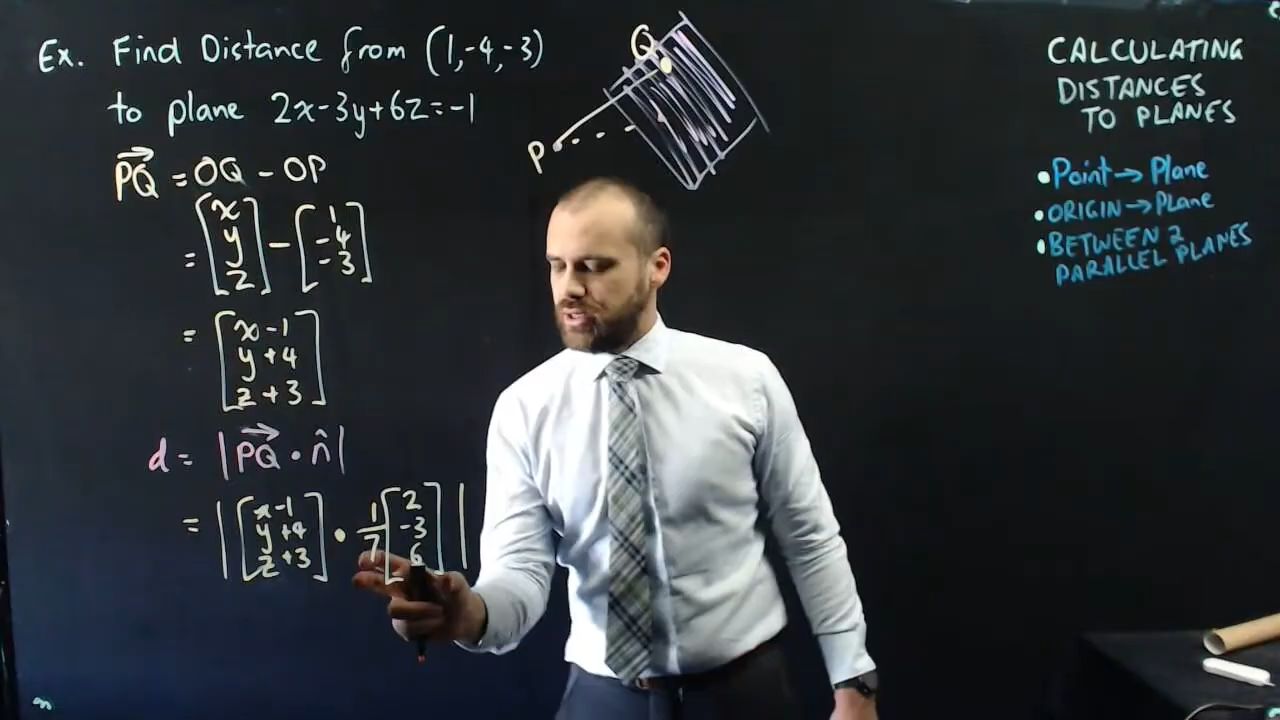 Ex. Find Distance from (1,-4,-3)
to plane 2x-3y+6z=-1
PQ = OQ - OP
= [x y z] - [1 -4 -3]
= [x-1 y+4 z+3]
d= |PQ • n̂|
= |[x-1 y+4 z+3] • 1/7 [2 -3 6]|
Q
P
CALCULATING
DISTANCES
TO PLANES
• Point → Plane
• ORIGIN → Plane
• BETWEEN 2
PARALLEL PLANES